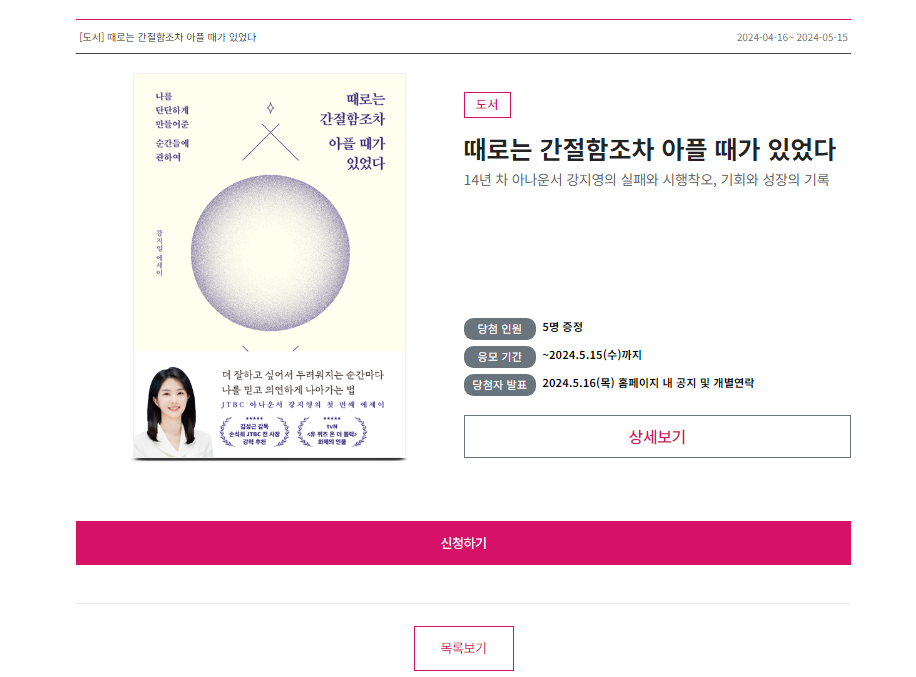 [도서] 때로는 간절함조차 아플 때가 있었다
2024-04-16~ 2024-05-15
나를
단단하게
만들어준
순간들에
관하여
때로는
간절함조차
아플 때가
있었다
강지영 에세이
더 잘하고 싶어서 두려워지는 순간마다
나를 믿고 의연하게 나아가는 법
JTBC 아나운서 강지영의 첫 번째 에세이
★★★★★
김성근 감독
손석희 JTBC 전 사장
강력 추천
★★★★★
tvN
<유 퀴즈 온 더 블럭>
화제의 인물
도서
때로는 간절함조차 아플 때가 있었다
14년 차 아나운서 강지영의 실패와 시행착오, 기회와 성장의 기록
당첨 인원 5명 증정
응모 기간 ~2024.5.15(수)까지
당첨자 발표 2024.5.16(목) 홈페이지 내 공지 및 개별연락
상세보기
신청하기
목록보기